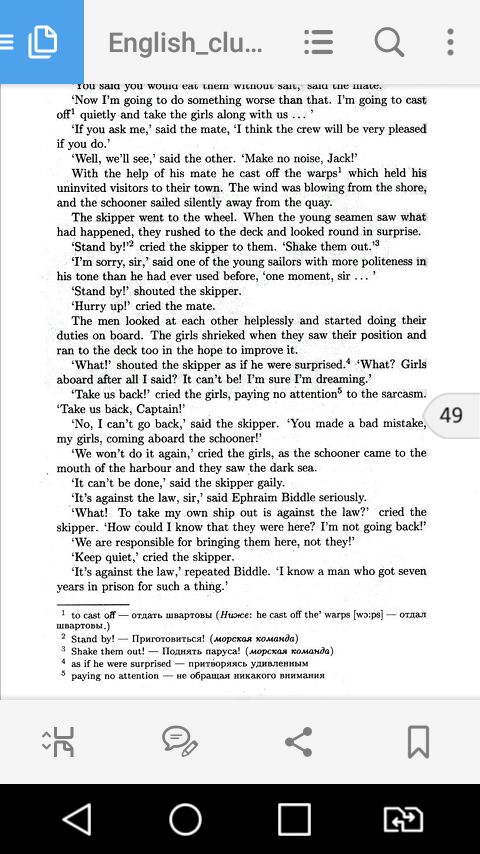 English_clu...
'You said you would eat them without salt,' said the mate.
'Now I'm going to do something worse than that. I'm going to cast
off¹ quietly and take the girls along with us ... '
'If you ask me,' said the mate, 'I think the crew will be very pleased
if you do.'
'Well, we'll see,' said the other. 'Make no noise, Jack!'
With the help of his mate he cast off the warps¹ which held his
uninvited visitors to their town. The wind was blowing from the shore,
and the schooner sailed silently away from the quay.
The skipper went to the wheel. When the young seamen saw what
had happened, they rushed to the deck and looked round in surprise.
'Stand by!'² cried the skipper to them. 'Shake them out.'³
'I'm sorry, sir,' said one of the young sailors with more politeness in
his tone than he had ever used before, 'one moment, sir ... '
'Stand by!' shouted the skipper.
'Hurry up!' cried the mate.
The men looked at each other helplessly and started doing their
duties on board. The girls shrieked when they saw their position and
ran to the deck too in the hope to improve it.
'What!' shouted the skipper as if he were surprised.⁴ 'What? Girls
aboard after all I said? It can't be! I'm sure I'm dreaming.'
'Take us back!' cried the girls, paying no attention⁵ to the sarcasm.
'Take us back, Captain!'
49
'No, I can't go back,' said the skipper. 'You made a bad mistake,
my girls, coming aboard the schooner!'
'We won't do it again,' cried the girls, as the schooner came to the
mouth of the harbour and they saw the dark sea.
'It can't be done,' said the skipper gaily.
'It's against the law, sir,' said Ephraim Biddle seriously.
'What! To take my own ship out is against the law?' cried the
skipper. 'How could I know that they were here? I'm not going back!'
'We are responsible for bringing them here, not they!'
'Keep quiet,' cried the skipper.
'It's against the law,' repeated Biddle. 'I know a man who got seven
years in prison for such a thing.'
¹ to cast off — отдать швартовы (Ниже: he cast off the' warps [wɔ:ps] — отдал
швартовы.)
² Stand by! — Приготовиться! (морская команда)
³ Shake them out! — Поднять паруса! (морская команда)
⁴ as if he were surprised — притворяясь удивленным
⁵ paying no attention — не обращая никакого внимания